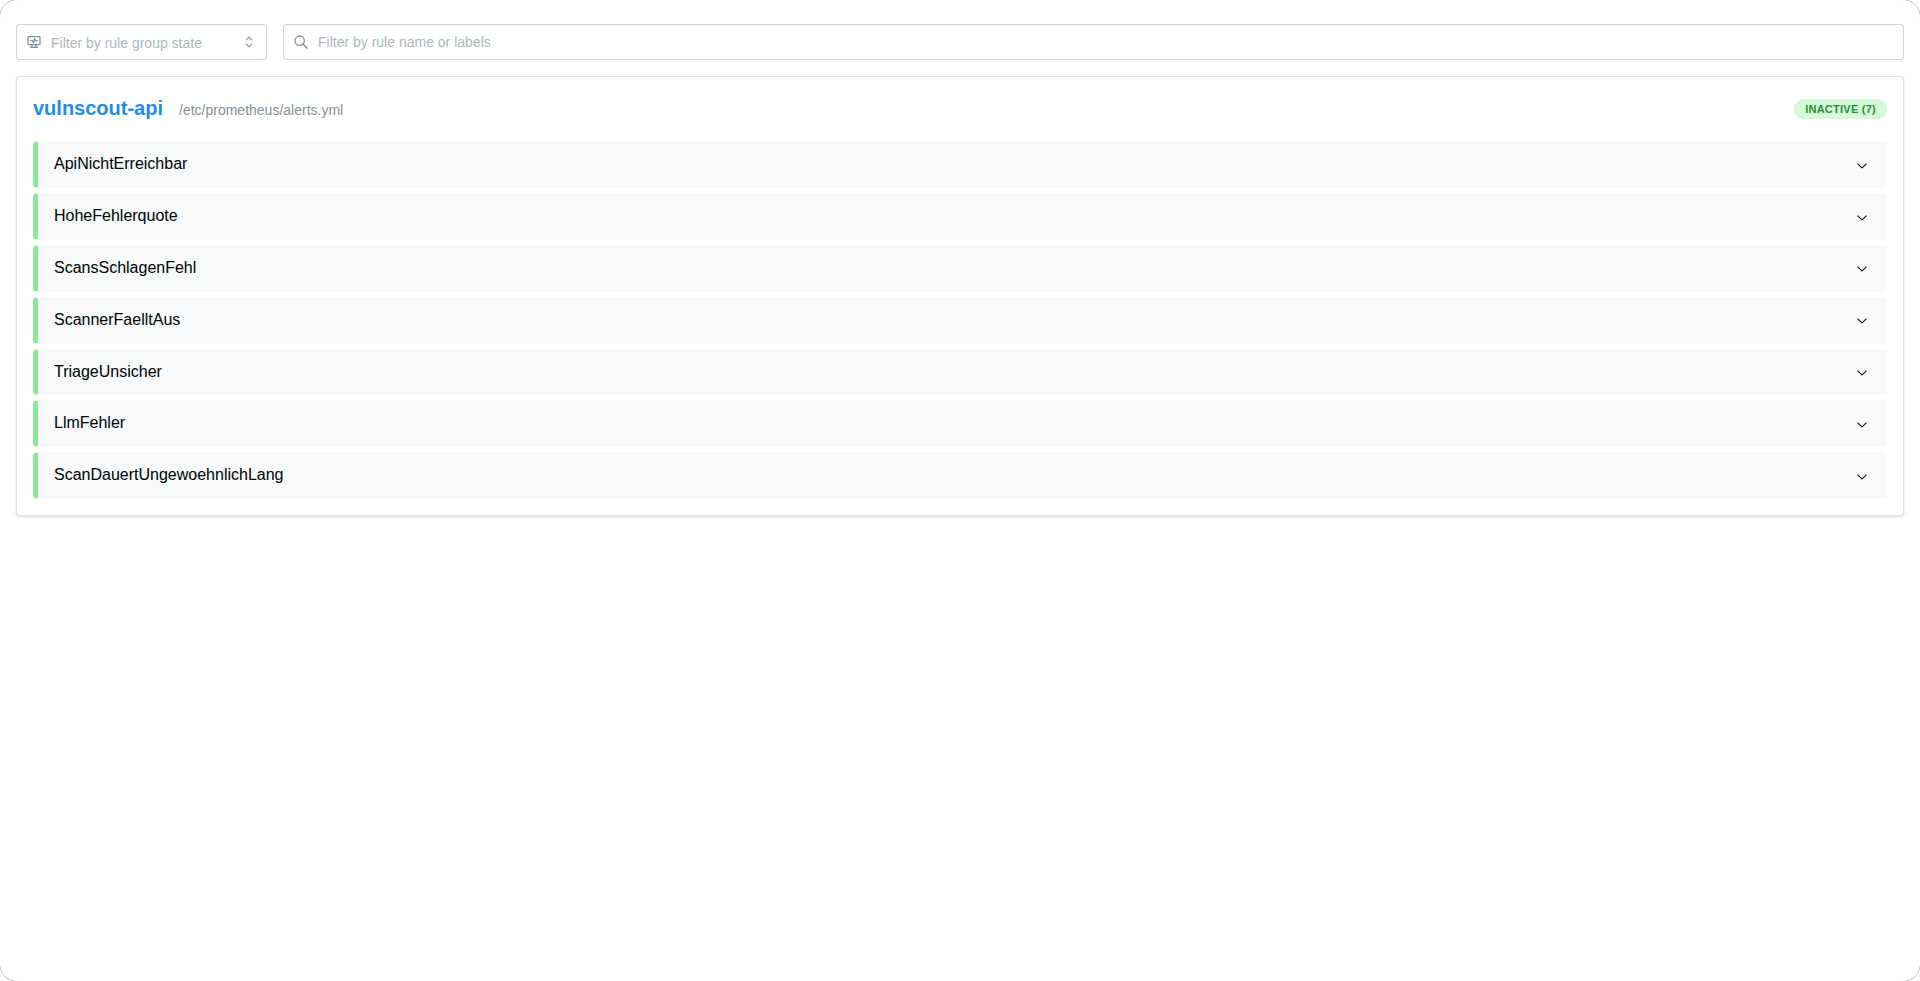 Filter by rule group state
Filter by rule name or labels
vulnscout-api /etc/prometheus/alerts.yml INACTIVE (7)
ApiNichtErreichbar
HoheFehlerquote
ScansSchlagenFehl
ScannerFaelltAus
TriageUnsicher
LlmFehler
ScanDauertUngewoehnlichLang